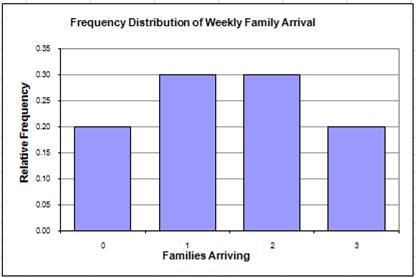 Frequency Distribution of Weekly Family Arrival
0.35
0.30
0.25
0.20
0.15
0.10
0.05
0.00
Relative Frequency
0 1 2 3
Families Arriving